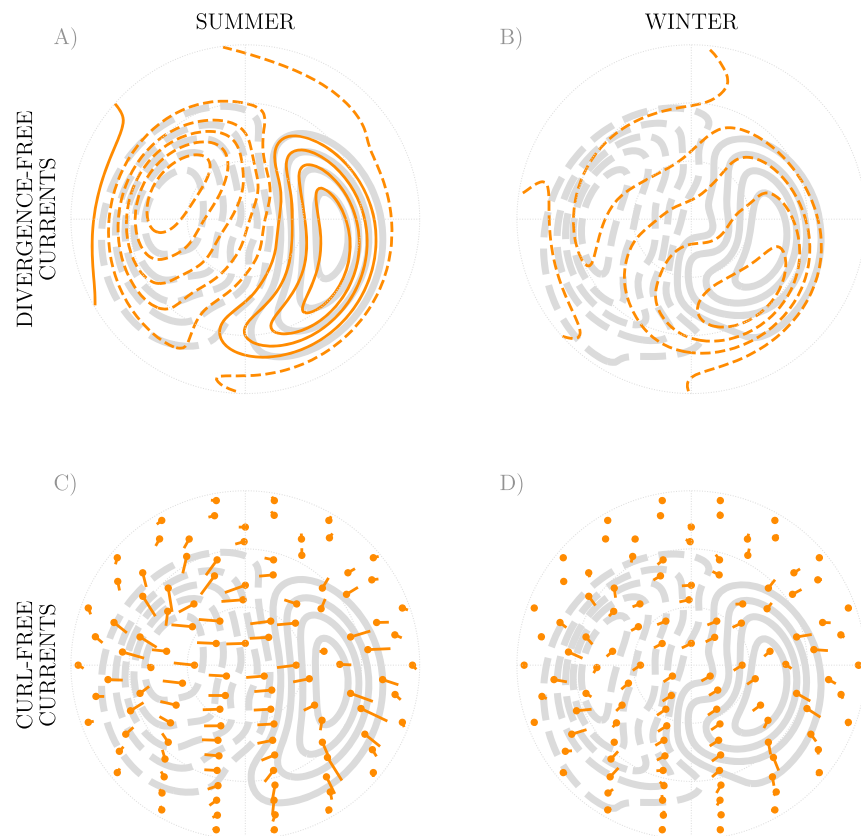 SUMMER
WINTER
A)
B)
DIVERGENCE-FREE
CURRENTS
C)
D)
CURL-FREE
CURRENTS